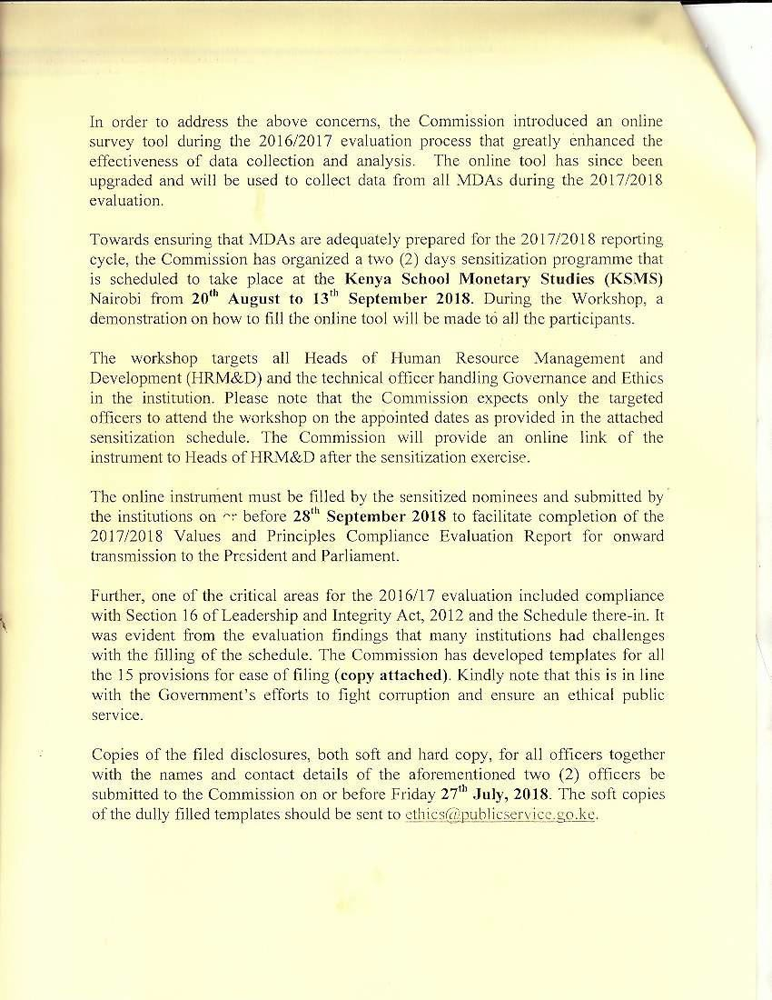 In order to address the above concerns, the Commission introduced an online
survey tool during the 2016/2017 evaluation process that greatly enhanced the
effectiveness of data collection and analysis. The online tool has since been
upgraded and will be used to collect data from all MDAs during the 2017/2018
evaluation.
Towards ensuring that MDAs are adequately prepared for the 2017/2018 reporting
cycle, the Commission has organized a two (2) days sensitization programme that
is scheduled to take place at the Kenya School Monetary Studies (KSMS)
Nairobi from 20th August to 13th September 2018. During the Workshop, a
demonstration on how to fill the online tool will be made to all the participants.
The workshop targets all Heads of Human Resource Management and
Development (HRM&D) and the technical officer handling Governance and Ethics
in the institution. Please note that the Commission expects only the targeted
officers to attend the workshop on the appointed dates as provided in the attached
sensitization schedule. The Commission will provide an online link of the
instrument to Heads of HRM&D after the sensitization exercise.
The online instrument must be filled by the sensitized nominees and submitted by
the institutions on before 28th September 2018 to facilitate completion of the
2017/2018 Values and Principles Compliance Evaluation Report for onward
transmission to the President and Parliament.
Further, one of the critical areas for the 2016/17 evaluation included compliance
with Section 16 of Leadership and Integrity Act, 2012 and the Schedule there-in. It
was evident from the evaluation findings that many institutions had challenges
with the filling of the schedule. The Commission has developed templates for all
the 15 provisions for ease of filing (copy attached). Kindly note that this is in line
with the Government's efforts to fight corruption and ensure an ethical public
service.
Copies of the filed disclosures, both soft and hard copy, for all officers together
with the names and contact details of the aforementioned two (2) officers be
submitted to the Commission on or before Friday 27th July, 2018. The soft copies
of the dully filled templates should be sent to ethics@publicservice.go.ke.